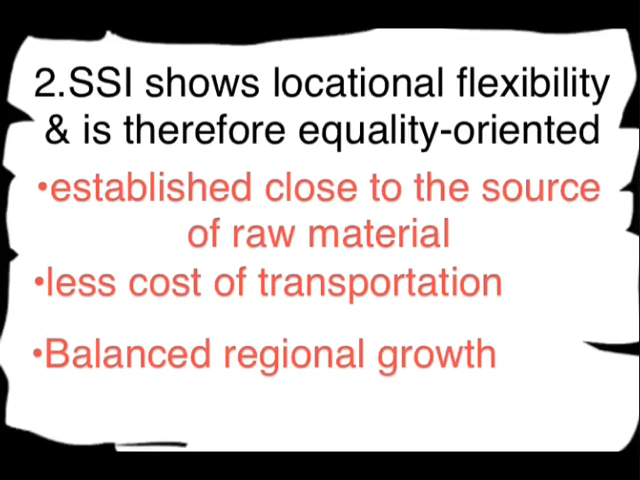 2.SSI shows locational flexibility
& is therefore equality-oriented
•established close to the source
of raw material
•less cost of transportation
•Balanced regional growth